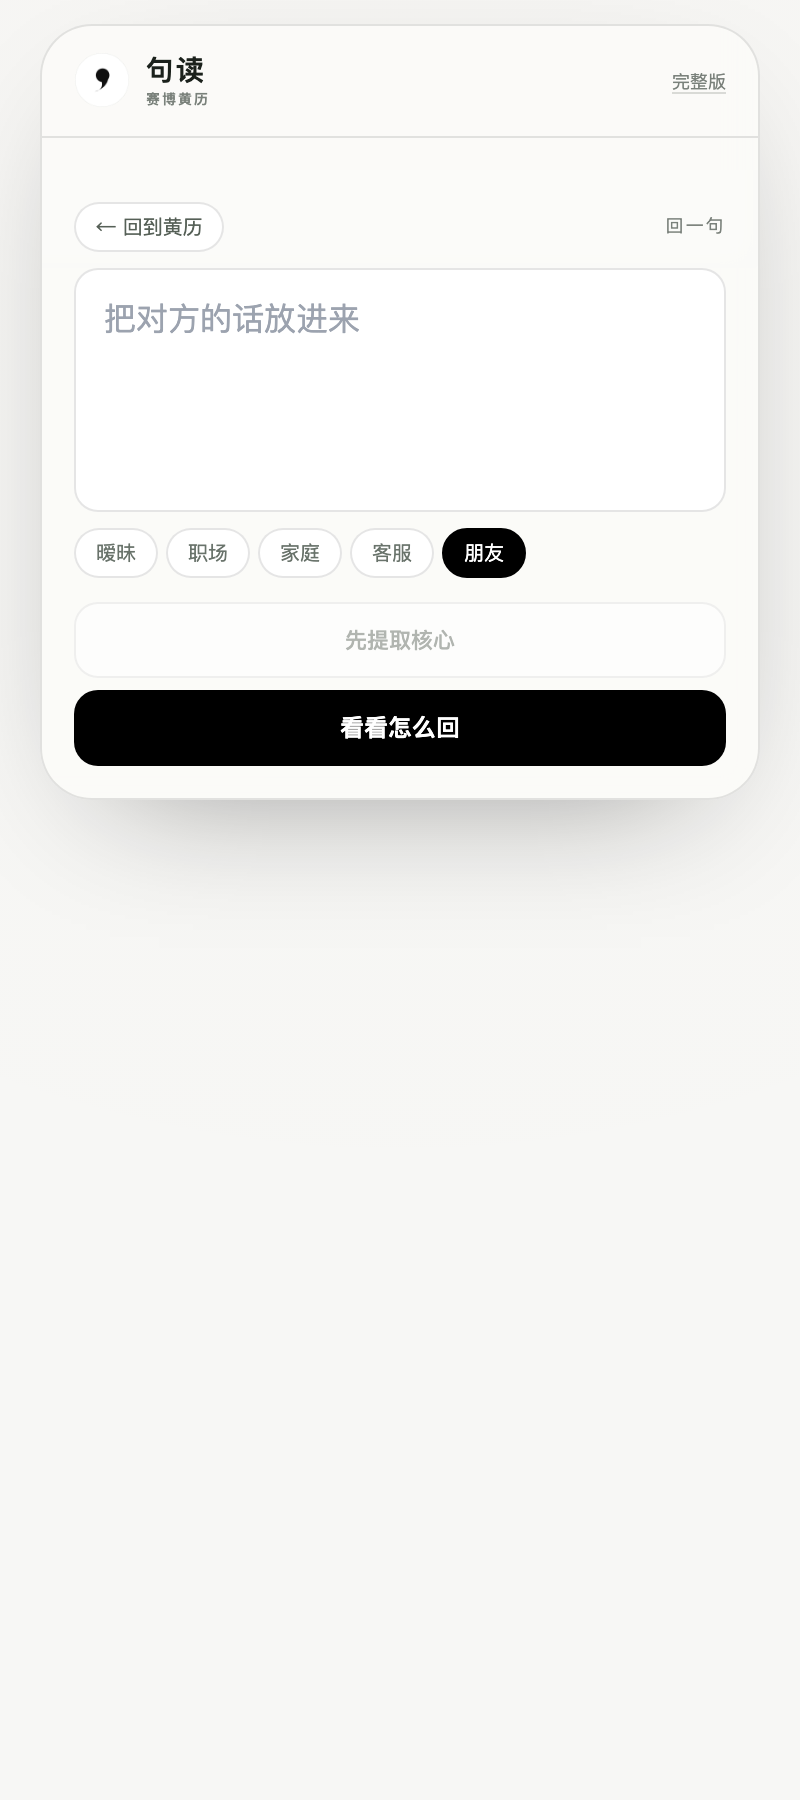 句读
赛博黄历
完整版
← 回到黄历
回一句
把对方的话放进来
暧昧
职场
家庭
客服
朋友
先提取核心
看看怎么回